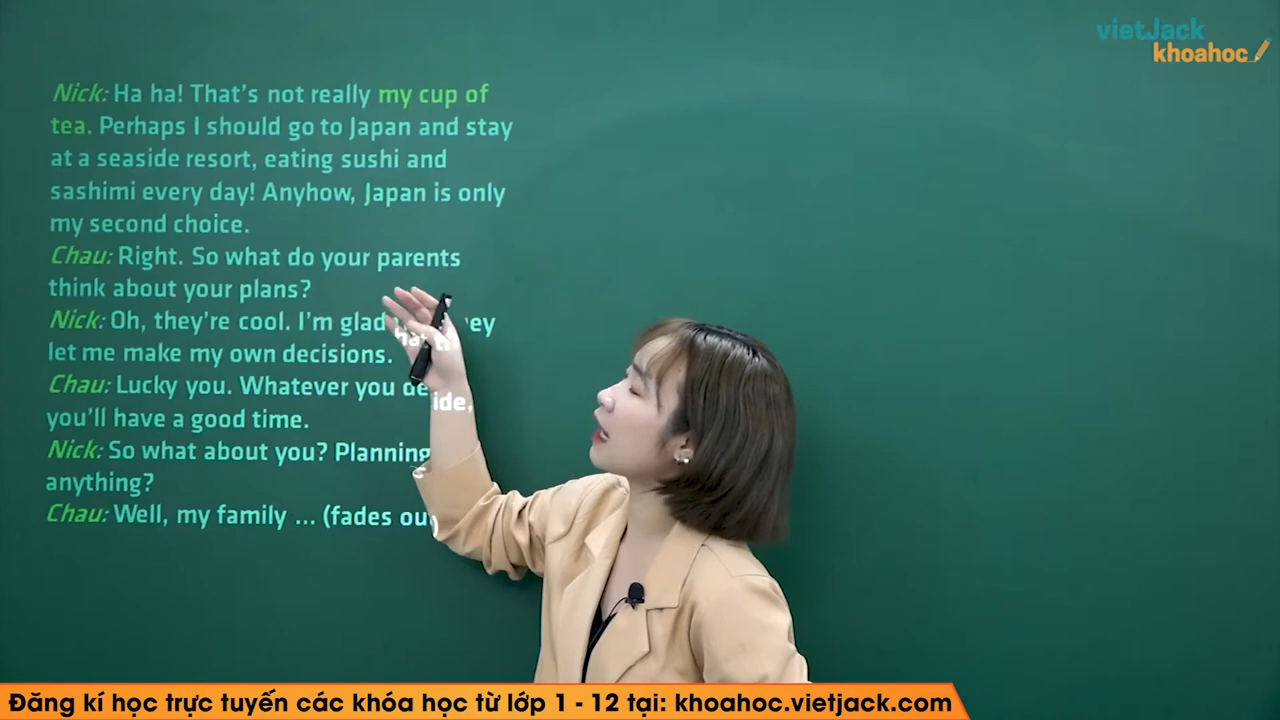 vietJack
khoahoc
Nick: Ha ha! That's not really my cup of
tea. Perhaps I should go to Japan and stay
at a seaside resort, eating sushi and
sashimi every day! Anyhow, Japan is only
my second choice.
Chau: Right. So what do your parents
think about your plans?
Nick: Oh, they're cool. I'm glad that they
let me make my own decisions.
Chau: Lucky you. Whatever you decide,
you'll have a good time.
Nick: So what about you? Planning
anything?
Chau: Well, my family ... (fades out)
Đăng kí học trực tuyến các khóa học từ lớp 1 - 12 tại: khoahoc.vietjack.com